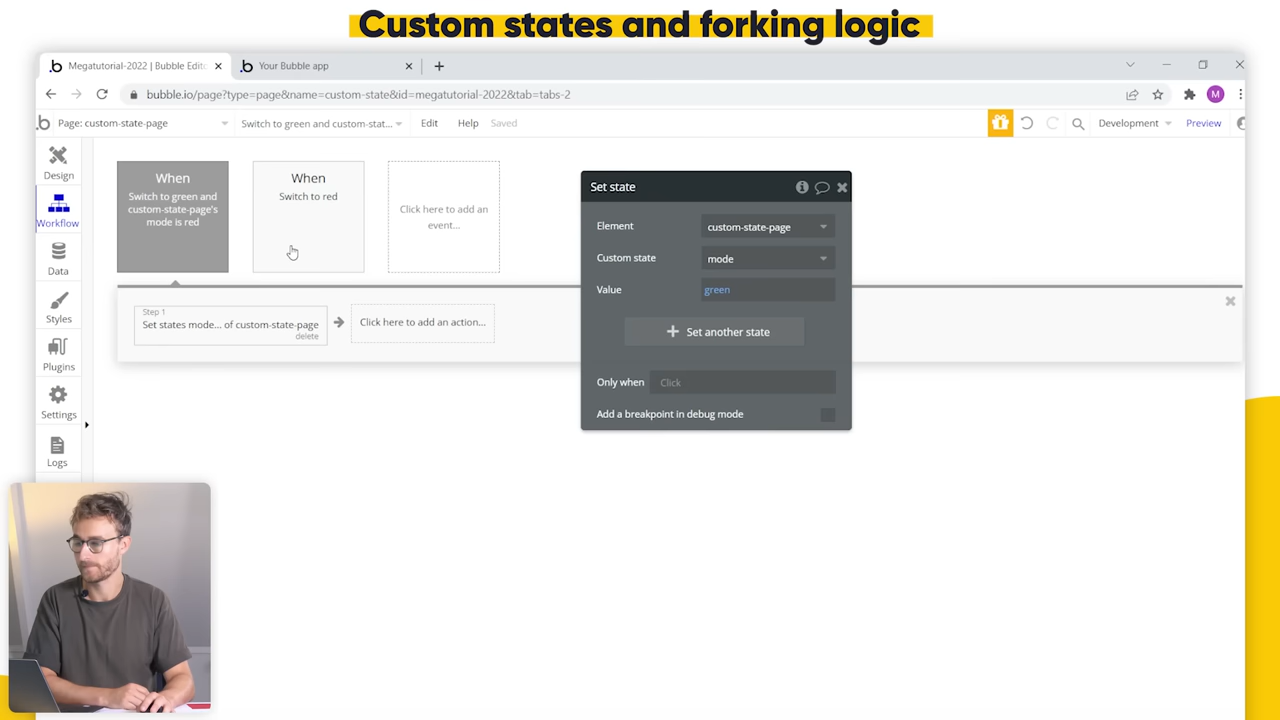 Custom states and forking logic
Megatutorial-2022 | Bubble Edito
Your Bubble app
bubble.io/page?type=page&name=custom-state&id=megatutorial-2022&tab=tabs-2
M
Page: custom-state-page
Switch to green and custom-stat...
Edit
Help
Saved
Development
Preview
Design
Workflow
Data
Styles
Plugins
Settings
Logs
When
Switch to green and
custom-state-page's
mode is red
When
Switch to red
Click here to add an
event...
Step 1
Set states mode... of custom-state-page
delete
Click here to add an action...
Set state
Element
custom-state-page
Custom state
mode
Value
green
Set another state
Only when
Click
Add a breakpoint in debug mode